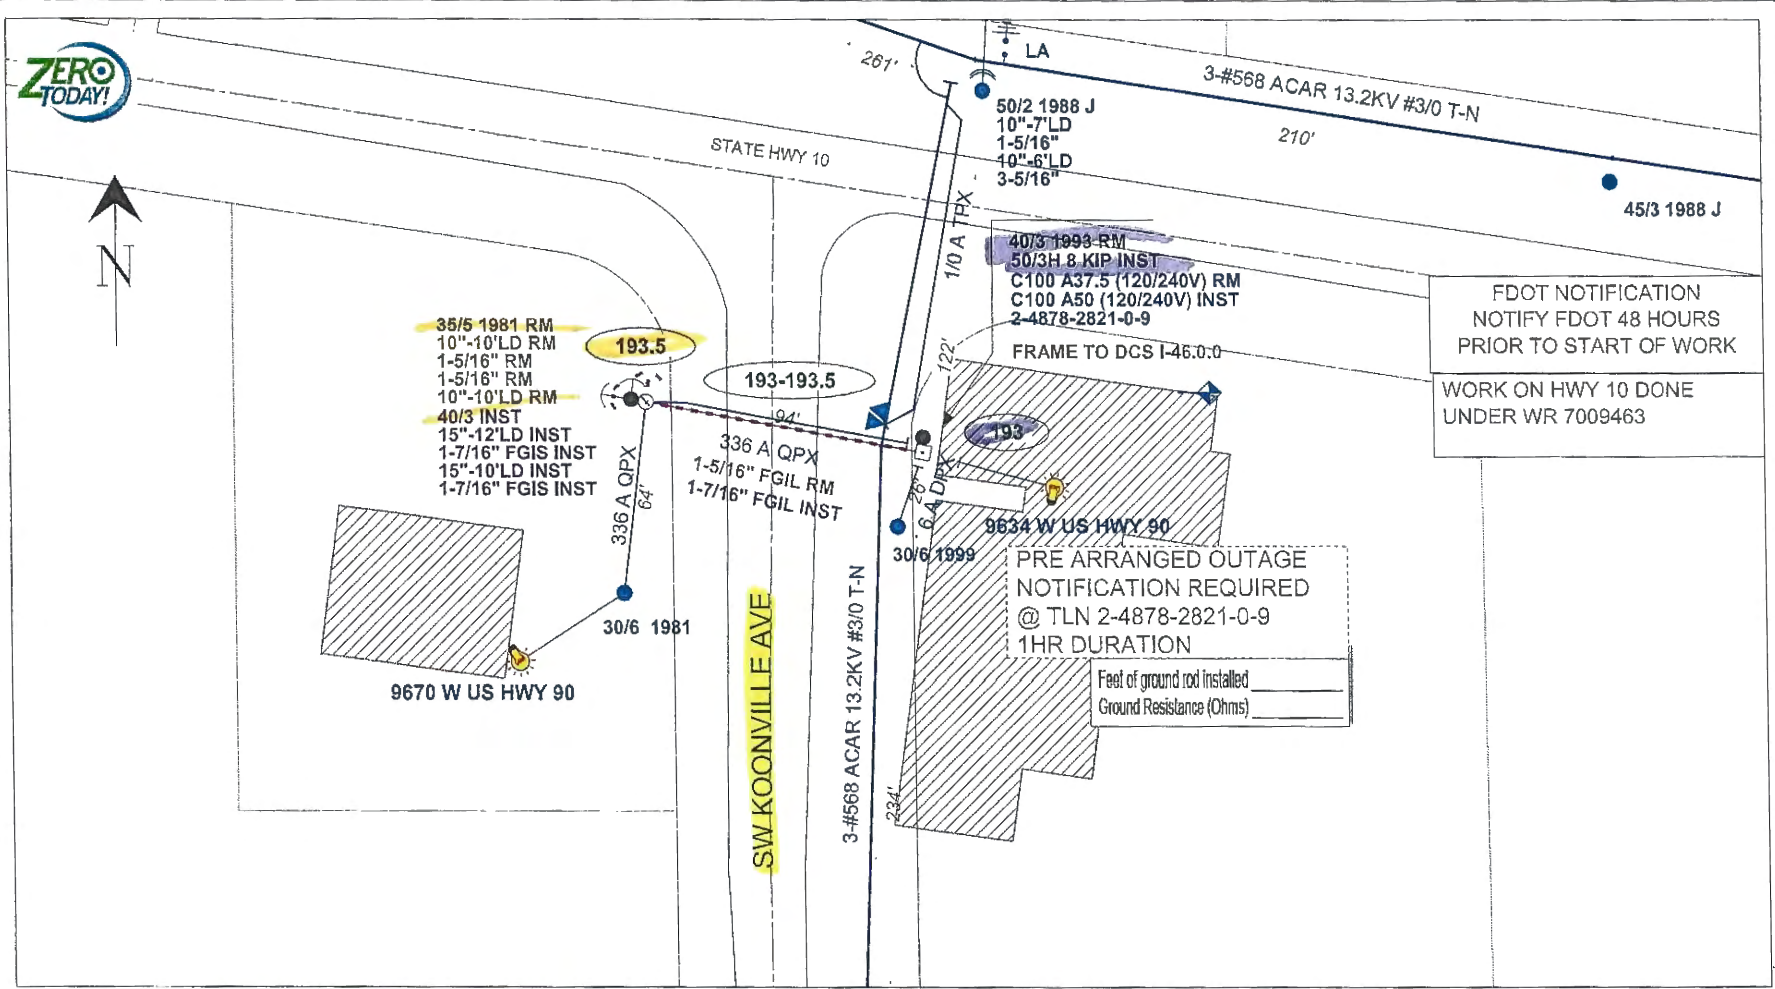 ZERO
TODAY!
N
261'
LA
3-#568 ACAR 13.2KV #3/0 T-N
210'
50/2 1988 J
10"-7'LD
1-5/16"
10"-6'LD
3-5/16"
45/3 1988 J
STATE HWY 10
1/0 A TPX
122'
40/3 1993 RM
50/3H 8 KIP INST
C100 A37.5 (120/240V) RM
C100 A50 (120/240V) INST
2-4878-2821-0-9
FRAME TO DCS I-46.0.0
FDOT NOTIFICATION
NOTIFY FDOT 48 HOURS
PRIOR TO START OF WORK
WORK ON HWY 10 DONE
UNDER WR 7009463
35/5 1981 RM
10"-10'LD RM
1-5/16" RM
1-5/16" RM
10"-10'LD RM
40/3 INST
15"-12'LD INST
1-7/16" FGIS INST
15"-10'LD INST
1-7/16" FGIS INST
193.5
193-193.5
94'
336 A QPX
1-5/16" FGIL RM
1-7/16" FGIL INST
193
336 A QPX
64'
26'
6 A DPX
30/6 1999
9634 W US HWY 90
PRE ARRANGED OUTAGE
NOTIFICATION REQUIRED
@ TLN 2-4878-2821-0-9
1HR DURATION
Feet of ground rod installed
Ground Resistance (Ohms)
30/6 1981
9670 W US HWY 90
SW KOONVILLE AVE
3-#568 ACAR 13.2KV #3/0 T-N
234'